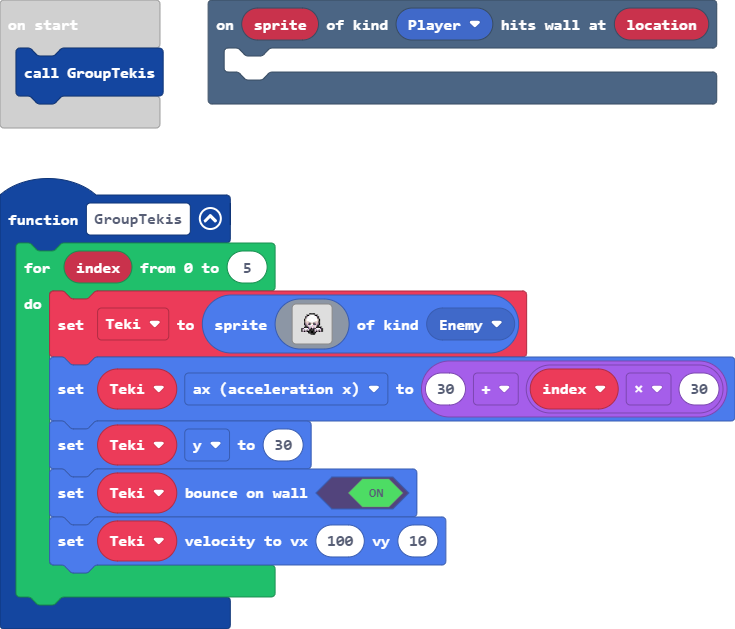 on start
call GroupTekis
on sprite of kind Player hits wall at location
function GroupTekis
for index from 0 to 5
do
set Teki to sprite of kind Enemy
set Teki ax (acceleration x) to 30 + index × 30
set Teki y to 30
set Teki bounce on wall ON
set Teki velocity to vx 100 vy 10